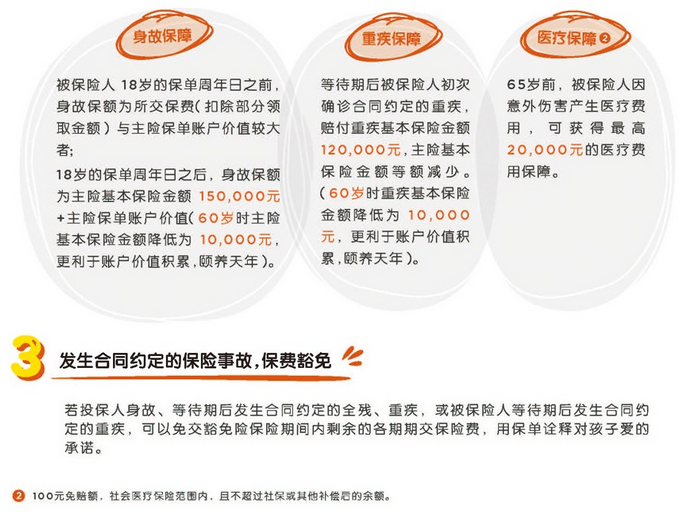 身故保障
被保险人 18岁的保单周年日之前，
身故保额为所交保费（扣除部分领
取金额）与主险保单账户价值较大
者；
18岁的保单周年日之后，身故保额
为主险基本保险金额 150,000元
+主险保单账户价值（60岁时主险
基本保险金额降低为 10,000元，
更利于账户价值积累，颐养天年）。
重疾保障
等待期后被保险人初次
确诊合同约定的重疾，
赔付重疾基本保险金额
120,000元，主险基本
保险金额等额减少。
（60岁时重疾基本保险
金额降低为 10,000
元，更利于账户价值积
累，颐养天年）。
医疗保障❷
65岁前，被保险人因
意外伤害产生医疗费
用，可获得最高
20,000元的医疗费
用保障。
3 发生合同约定的保险事故，保费豁免
若投保人身故、等待期后发生合同约定的全残、重疾，或被保险人等待期后发生合同约
定的重疾，可以免交豁免险保险期间内剩余的各期期交保险费，用保单诠释对孩子爱的
承诺。
❷ 100元免赔额，社会医疗保险范围内，且不超过社保或其他补偿后的余额。